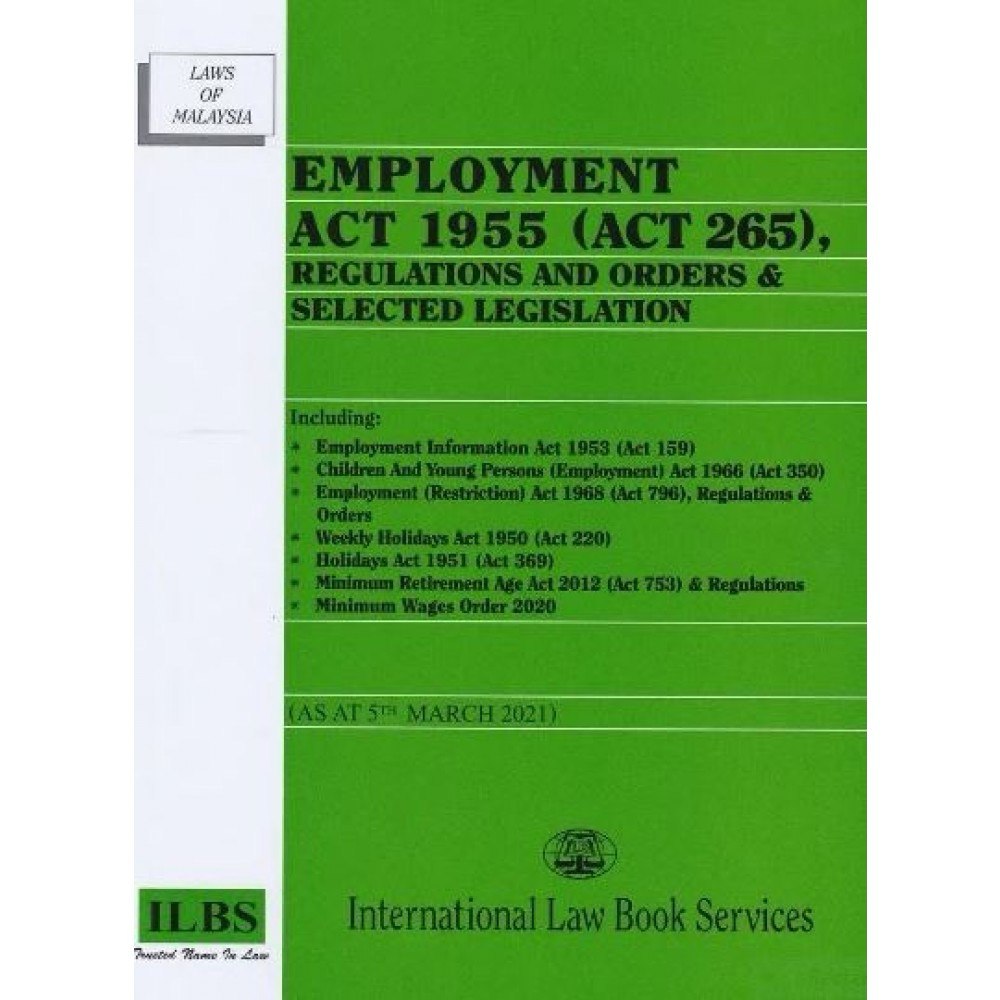 LAWS
OF
MALAYSIA
EMPLOYMENT
ACT 1955 (ACT 265),
REGULATIONS AND ORDERS &
SELECTED LEGISLATION
Including:
* Employment Information Act 1953 (Act 159)
* Children And Young Persons (Employment) Act 1966 (Act 350)
* Employment (Restriction) Act 1968 (Act 796), Regulations &
Orders
* Weekly Holidays Act 1950 (Act 220)
* Holidays Act 1951 (Act 369)
* Minimum Retirement Age Act 2012 (Act 753) & Regulations
* Minimum Wages Order 2020
(AS AT 5TH MARCH 2021)
International Law Book Services
ILBS
Trusted Name In Law